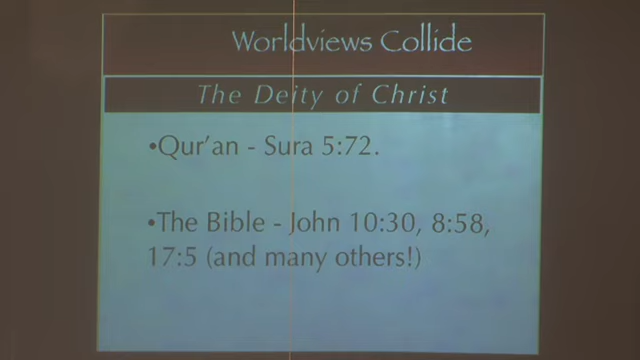 Worldviews Collide
The Deity of Christ
•Qur'an - Sura 5:72.
•The Bible - John 10:30, 8:58,
17:5 (and many others!)